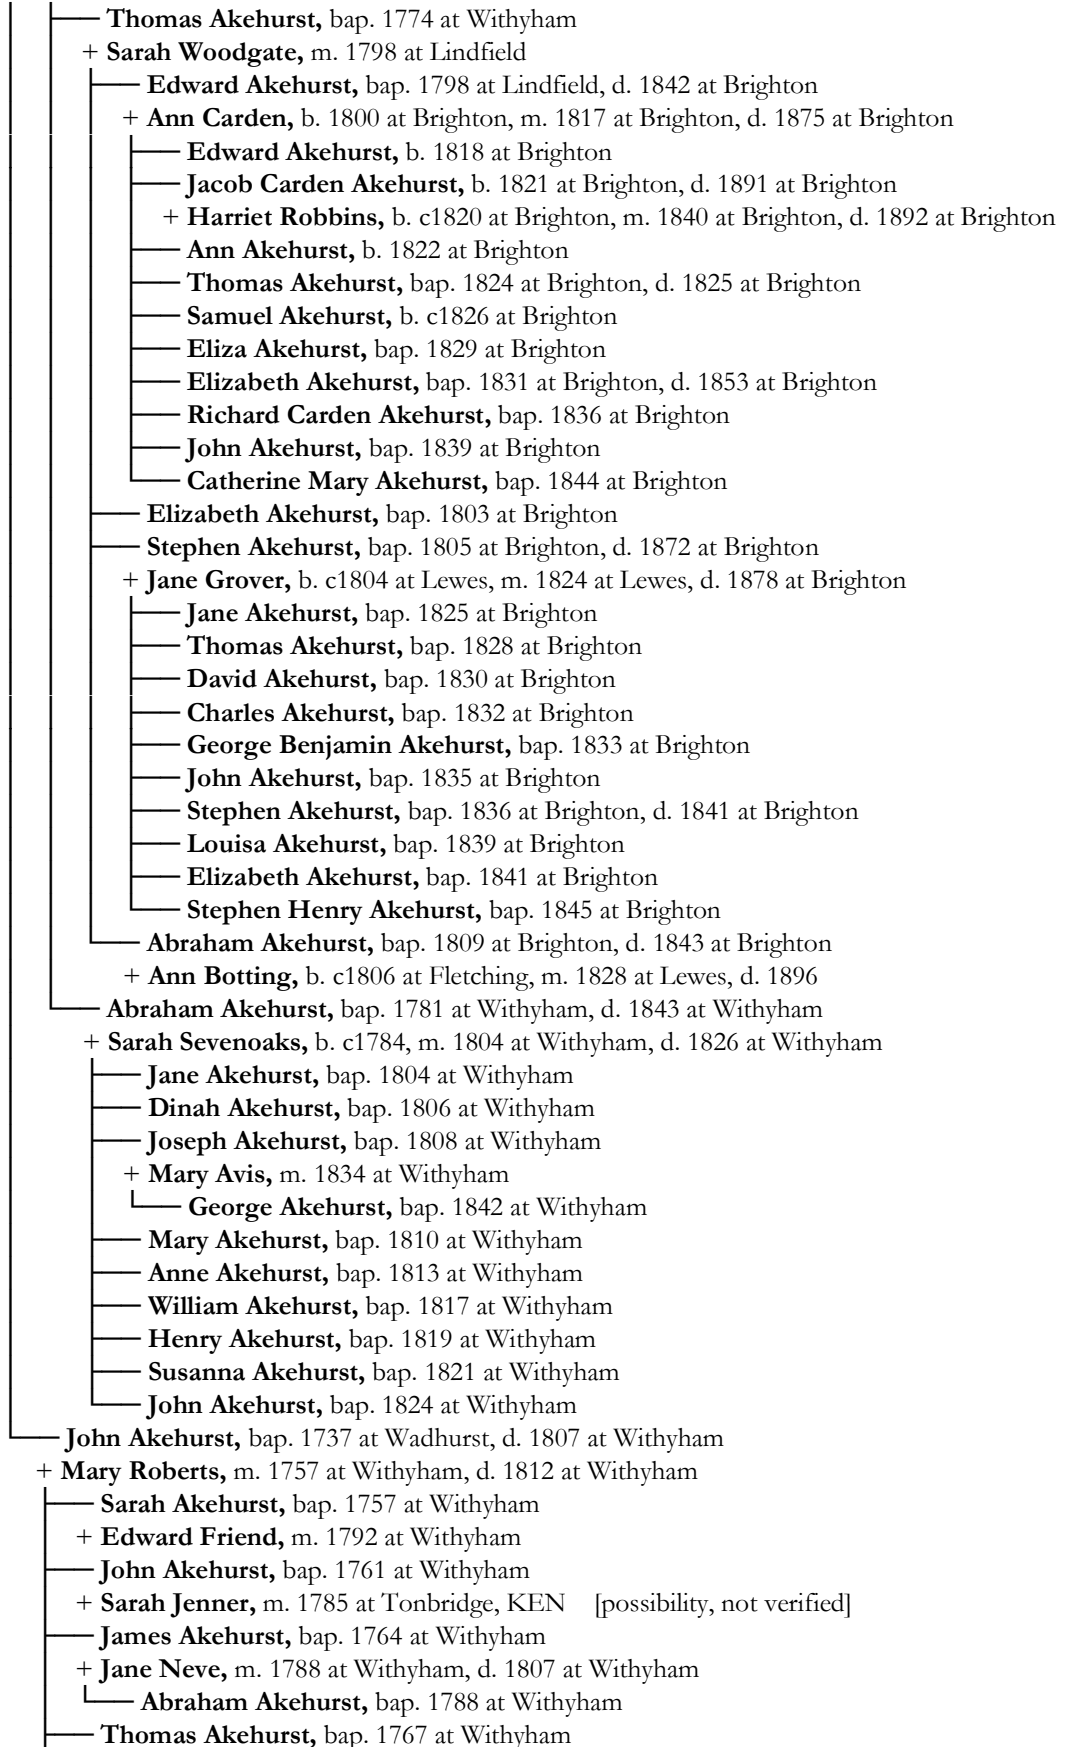 Thomas Akehurst, bap. 1774 at Withyham
+ Sarah Woodgate, m. 1798 at Lindfield
Edward Akehurst, bap. 1798 at Lindfield, d. 1842 at Brighton
+ Ann Carden, b. 1800 at Brighton, m. 1817 at Brighton, d. 1875 at Brighton
Edward Akehurst, b. 1818 at Brighton
Jacob Carden Akehurst, b. 1821 at Brighton, d. 1891 at Brighton
+ Harriet Robbins, b. c1820 at Brighton, m. 1840 at Brighton, d. 1892 at Brighton
Ann Akehurst, b. 1822 at Brighton
Thomas Akehurst, bap. 1824 at Brighton, d. 1825 at Brighton
Samuel Akehurst, b. c1826 at Brighton
Eliza Akehurst, bap. 1829 at Brighton
Elizabeth Akehurst, bap. 1831 at Brighton, d. 1853 at Brighton
Richard Carden Akehurst, bap. 1836 at Brighton
John Akehurst, bap. 1839 at Brighton
Catherine Mary Akehurst, bap. 1844 at Brighton
Elizabeth Akehurst, bap. 1803 at Brighton
Stephen Akehurst, bap. 1805 at Brighton, d. 1872 at Brighton
+ Jane Grover, b. c1804 at Lewes, m. 1824 at Lewes, d. 1878 at Brighton
Jane Akehurst, bap. 1825 at Brighton
Thomas Akehurst, bap. 1828 at Brighton
David Akehurst, bap. 1830 at Brighton
Charles Akehurst, bap. 1832 at Brighton
George Benjamin Akehurst, bap. 1833 at Brighton
John Akehurst, bap. 1835 at Brighton
Stephen Akehurst, bap. 1836 at Brighton, d. 1841 at Brighton
Louisa Akehurst, bap. 1839 at Brighton
Elizabeth Akehurst, bap. 1841 at Brighton
Stephen Henry Akehurst, bap. 1845 at Brighton
Abraham Akehurst, bap. 1809 at Brighton, d. 1843 at Brighton
+ Ann Botting, b. c1806 at Fletching, m. 1828 at Lewes, d. 1896
Abraham Akehurst, bap. 1781 at Withyham, d. 1843 at Withyham
+ Sarah Sevenoaks, b. c1784, m. 1804 at Withyham, d. 1826 at Withyham
Jane Akehurst, bap. 1804 at Withyham
Dinah Akehurst, bap. 1806 at Withyham
Joseph Akehurst, bap. 1808 at Withyham
+ Mary Avis, m. 1834 at Withyham
George Akehurst, bap. 1842 at Withyham
Mary Akehurst, bap. 1810 at Withyham
Anne Akehurst, bap. 1813 at Withyham
William Akehurst, bap. 1817 at Withyham
Henry Akehurst, bap. 1819 at Withyham
Susanna Akehurst, bap. 1821 at Withyham
John Akehurst, bap. 1824 at Withyham
John Akehurst, bap. 1737 at Wadhurst, d. 1807 at Withyham
+ Mary Roberts, m. 1757 at Withyham, d. 1812 at Withyham
Sarah Akehurst, bap. 1757 at Withyham
+ Edward Friend, m. 1792 at Withyham
John Akehurst, bap. 1761 at Withyham
+ Sarah Jenner, m. 1785 at Tonbridge, KEN [possibility, not verified]
James Akehurst, bap. 1764 at Withyham
+ Jane Neve, m. 1788 at Withyham, d. 1807 at Withyham
Abraham Akehurst, bap. 1788 at Withyham
Thomas Akehurst, bap. 1767 at Withyham